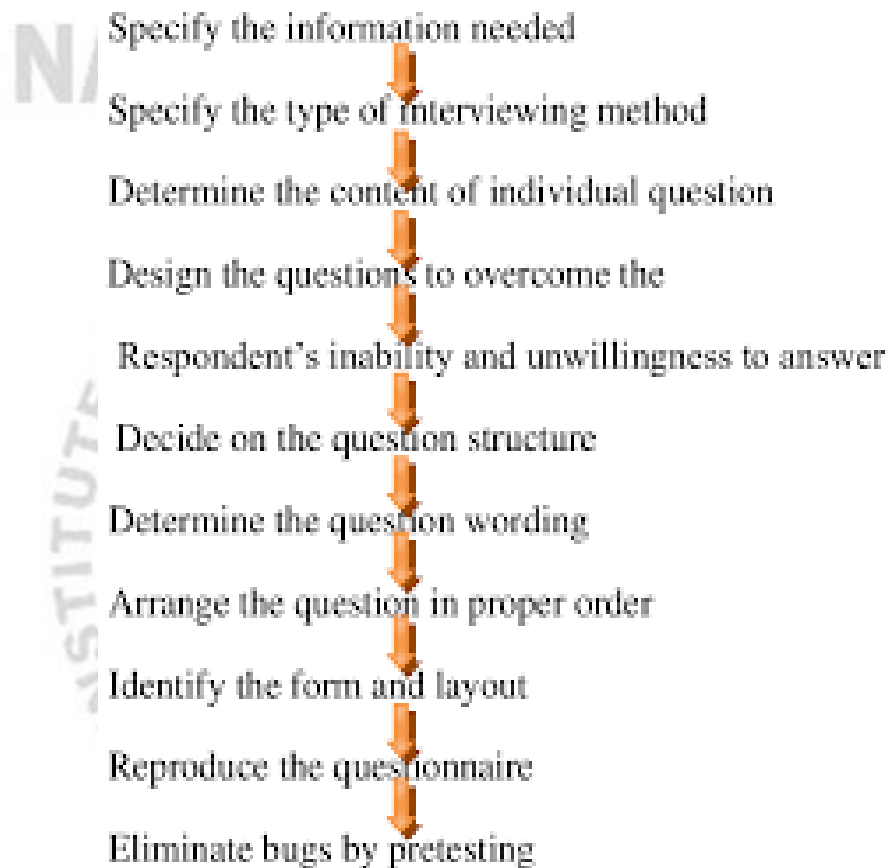 NA
Specify the information needed
Specify the type of interviewing method
Determine the content of individual question
Design the questions to overcome the
Respondent's inability and unwillingness to answer
Decide on the question structure
Determine the question wording
Arrange the question in proper order
Identify the form and layout
Reproduce the questionnaire
Eliminate bugs by pretesting